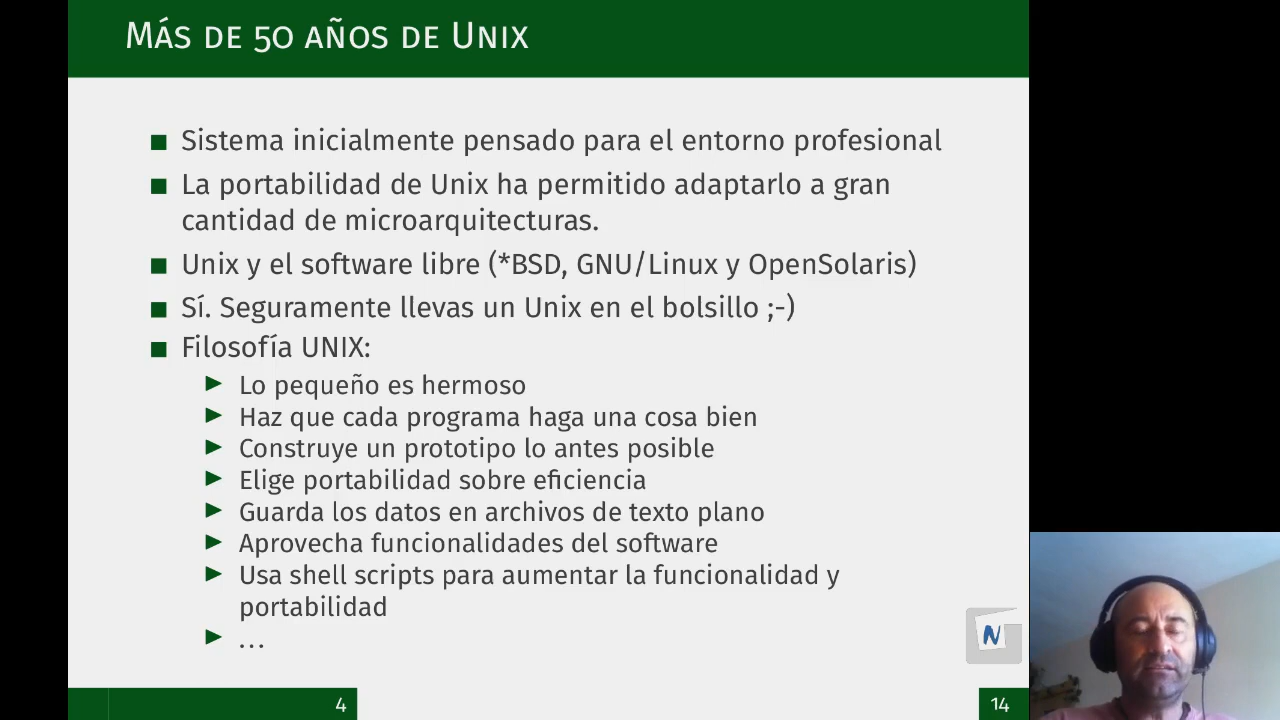 Más de 50 años de Unix
Sistema inicialmente pensado para el entorno profesional
La portabilidad de Unix ha permitido adaptarlo a gran
cantidad de microarquitecturas.
Unix y el software libre (*BSD, GNU/Linux y OpenSolaris)
Sí. Seguramente llevas un Unix en el bolsillo ;-)
Filosofía UNIX:
Lo pequeño es hermoso
Haz que cada programa haga una cosa bien
Construye un prototipo lo antes posible
Elige portabilidad sobre eficiencia
Guarda los datos en archivos de texto plano
Aprovecha funcionalidades del software
Usa shell scripts para aumentar la funcionalidad y
portabilidad
...
N
4
14